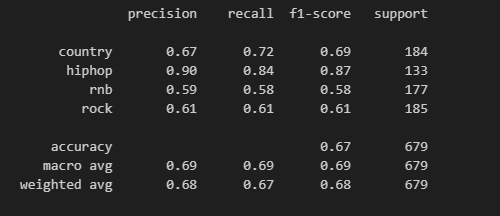 precision recall f1-score support
country 0.67 0.72 0.69 184
hiphop 0.90 0.84 0.87 133
rnb 0.59 0.58 0.58 177
rock 0.61 0.61 0.61 185
accuracy 0.67 679
macro avg 0.69 0.69 0.69 679
weighted avg 0.68 0.67 0.68 679